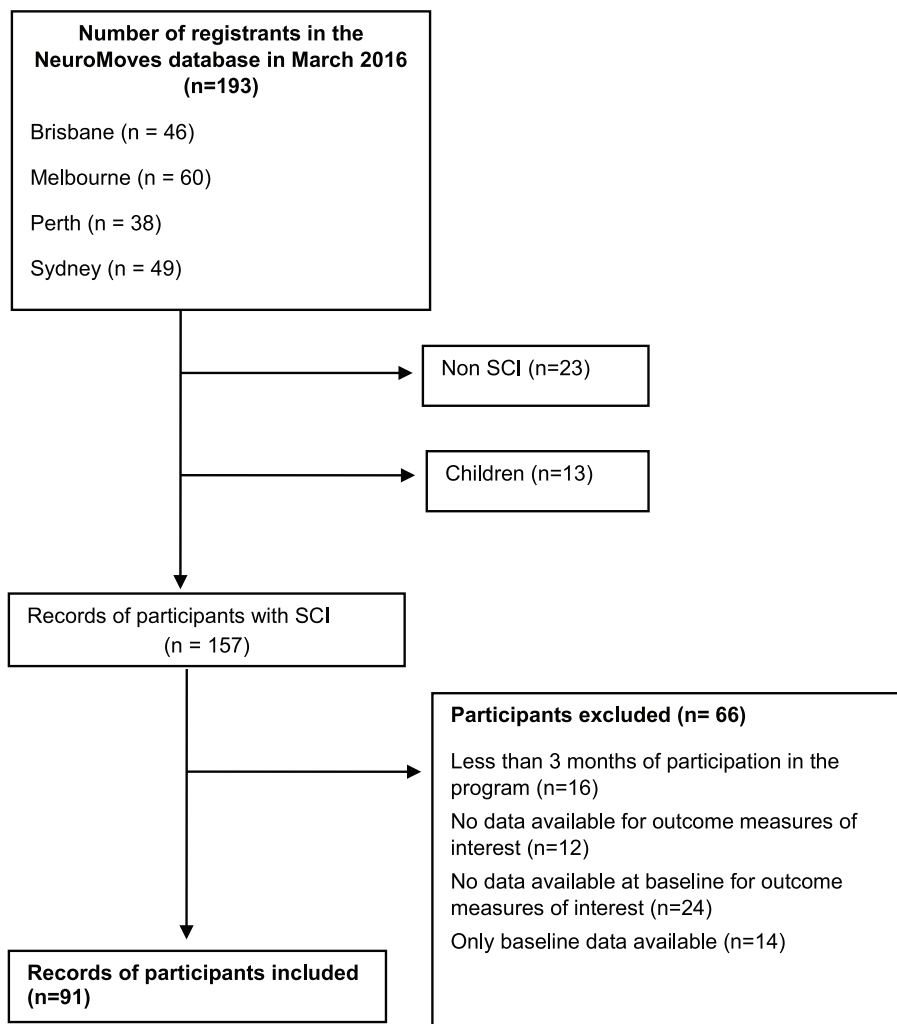 Number of registrants in the
NeuroMoves database in March 2016
(n=193)
Brisbane (n = 46)
Melbourne (n = 60)
Perth (n = 38)
Sydney (n = 49)
Non SCI (n=23)
Children (n=13)
Records of participants with SCI
(n = 157)
Participants excluded (n= 66)
Less than 3 months of participation in the
program (n=16)
No data available for outcome measures of
interest (n=12)
No data available at baseline for outcome
measures of interest (n=24)
Only baseline data available (n=14)
Records of participants included
(n=91)